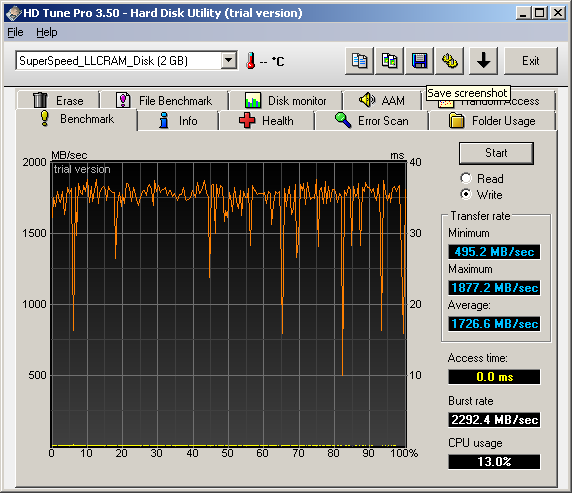 HD Tune Pro 3.50 - Hard Disk Utility (trial version)
File Help
SuperSpeed_LLCRAM_Disk (2 GB) -- °C Exit
Save screenshot
Erase File Benchmark Disk monitor AAM Random Access
Benchmark Info Health Error Scan Folder Usage
MB/sec ms
trial version
2000 40
1500 30
1000 20
500 10
0 10 20 30 40 50 60 70 80 90 100%
Start
Read
Write
Transfer rate
Minimum
495.2 MB/sec
Maximum
1877.2 MB/sec
Average:
1726.6 MB/sec
Access time:
0.0 ms
Burst rate
2292.4 MB/sec
CPU usage
13.0%